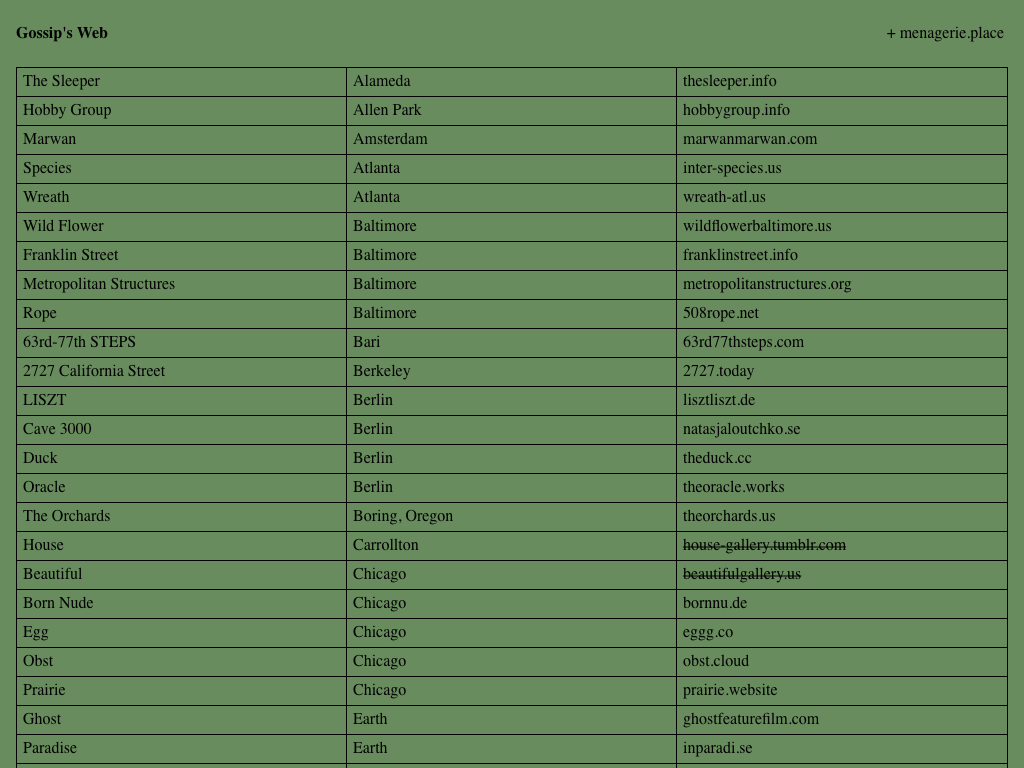 Gossip's Web + menagerie.place
The Sleeper Alameda thesleeper.info
Hobby Group Allen Park hobbygroup.info
Marwan Amsterdam marwanmarwan.com
Species Atlanta inter-species.us
Wreath Atlanta wreath-atl.us
Wild Flower Baltimore wildflowerbaltimore.us
Franklin Street Baltimore franklinstreet.info
Metropolitan Structures Baltimore metropolitanstructures.org
Rope Baltimore 508rope.net
63rd-77th STEPS Bari 63rd77thsteps.com
2727 California Street Berkeley 2727.today
LISZT Berlin lisztliszt.de
Cave 3000 Berlin natasjaloutchko.se
Duck Berlin theduck.cc
Oracle Berlin theoracle.works
The Orchards Boring, Oregon theorchards.us
House Carrollton house-gallery.tumblr.com
Beautiful Chicago beautifulgallery.us
Born Nude Chicago bornnu.de
Egg Chicago eggg.co
Obst Chicago obst.cloud
Prairie Chicago prairie.website
Ghost Earth ghostfeaturefilm.com
Paradise Earth inparadi.se